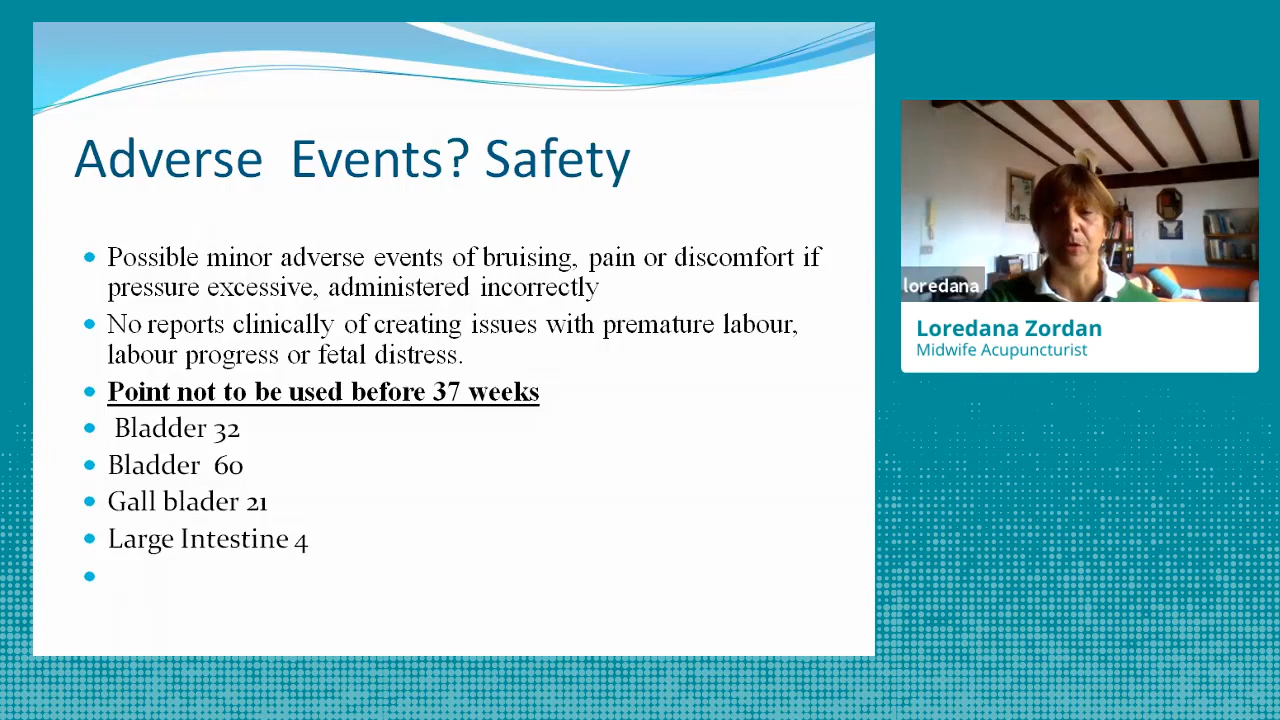 Adverse Events? Safety
Possible minor adverse events of bruising, pain or discomfort if
pressure excessive, administered incorrectly
No reports clinically of creating issues with premature labour,
labour progress or fetal distress.
Point not to be used before 37 weeks
Bladder 32
Bladder 60
Gall blader 21
Large Intestine 4
loredana
Loredana Zordan
Midwife Acupuncturist